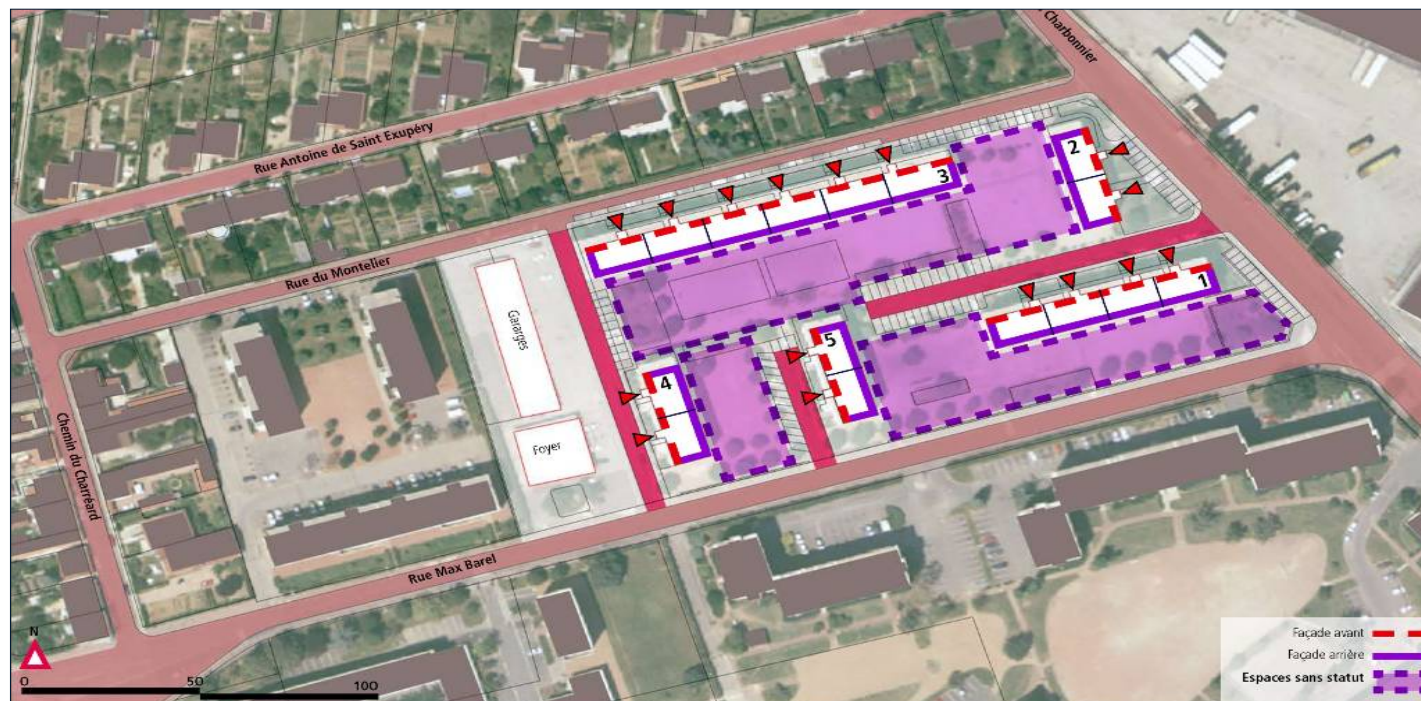 Charbonnier
Rue Antoine de Saint Exupéry
2
3
Rue du Montelier
1
Gararges
5
4
Foyer
Chemin du Charréard
Rue Max Barel
N
0 50 100
Façade avant
Façade arrière
Espaces sans statut